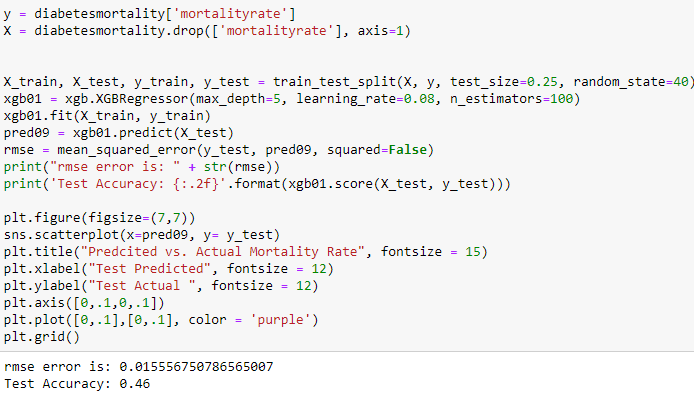 y = diabetesmortality['mortalityrate']
X = diabetesmortality.drop(['mortalityrate'], axis=1)
X_train, X_test, y_train, y_test = train_test_split(X, y, test_size=0.25, random_state=40)
xgb01 = xgb.XGBRegressor(max_depth=5, learning_rate=0.08, n_estimators=100)
xgb01.fit(X_train, y_train)
pred09 = xgb01.predict(X_test)
rmse = mean_squared_error(y_test, pred09, squared=False)
print("rmse error is: " + str(rmse))
print('Test Accuracy: {:.2f}'.format(xgb01.score(X_test, y_test)))
plt.figure(figsize=(7,7))
sns.scatterplot(x=pred09, y= y_test)
plt.title("Predcited vs. Actual Mortality Rate", fontsize = 15)
plt.xlabel("Test Predicted", fontsize = 12)
plt.ylabel("Test Actual ", fontsize = 12)
plt.axis([0,.1,0,.1])
plt.plot([0,.1],[0,.1], color = 'purple')
plt.grid()
rmse error is: 0.015556750786565007
Test Accuracy: 0.46